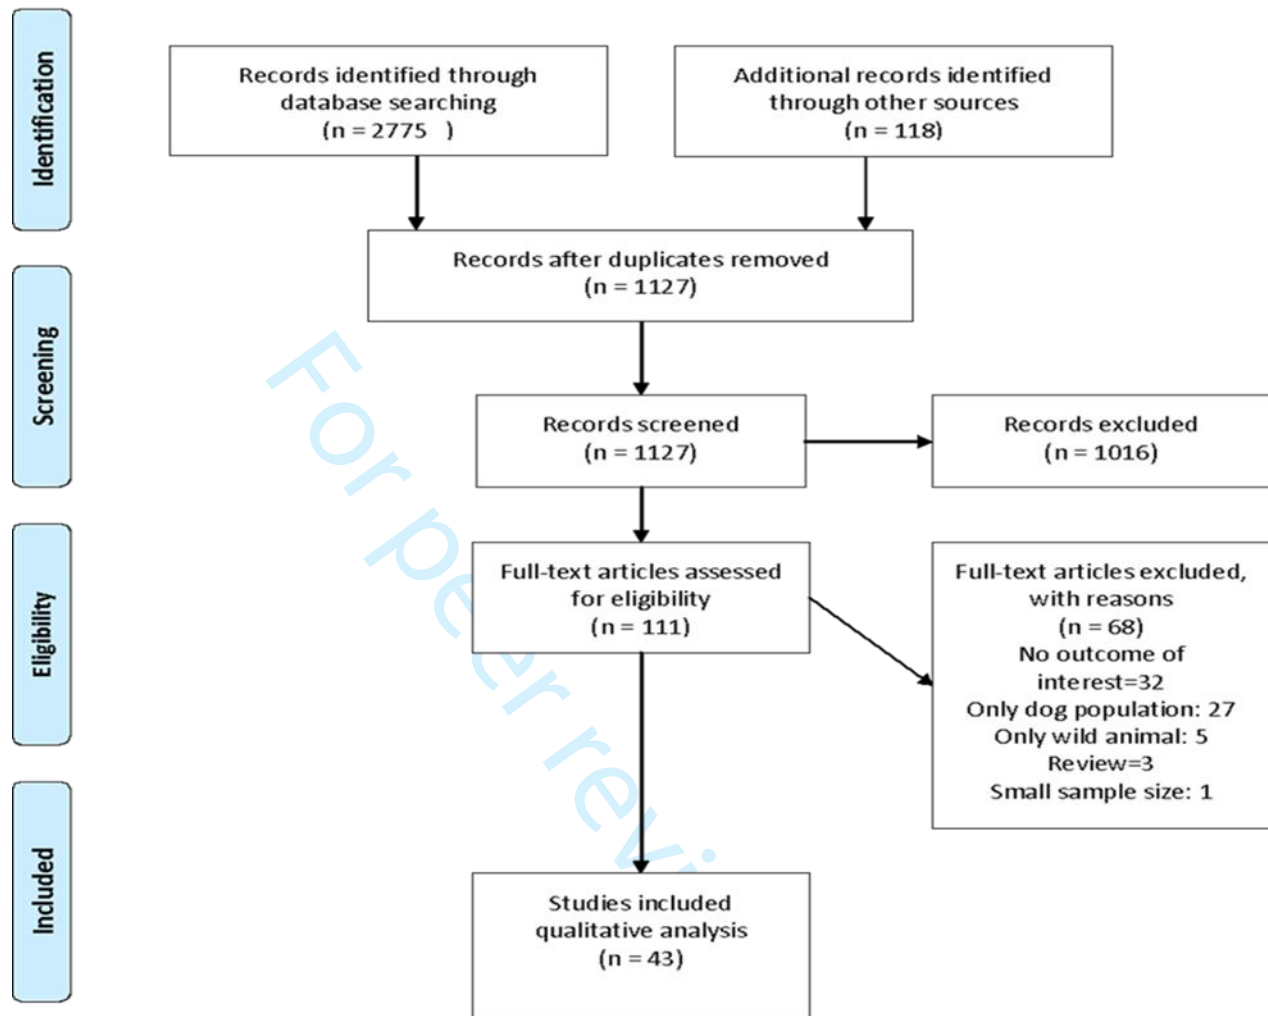 Identification
Records identified through
database searching
(n = 2775   )
Additional records identified
through other sources
(n = 118)
Records after duplicates removed
(n = 1127)
Screening
Records screened
(n = 1127)
Records excluded
(n = 1016)
Eligibility
Full-text articles assessed
for eligibility
(n = 111)
Full-text articles excluded,
with reasons
(n = 68)
No outcome of
interest=32
Only dog population: 27
Only wild animal: 5
Review=3
Small sample size: 1
Included
Studies included
qualitative analysis
(n = 43)
For peer revi